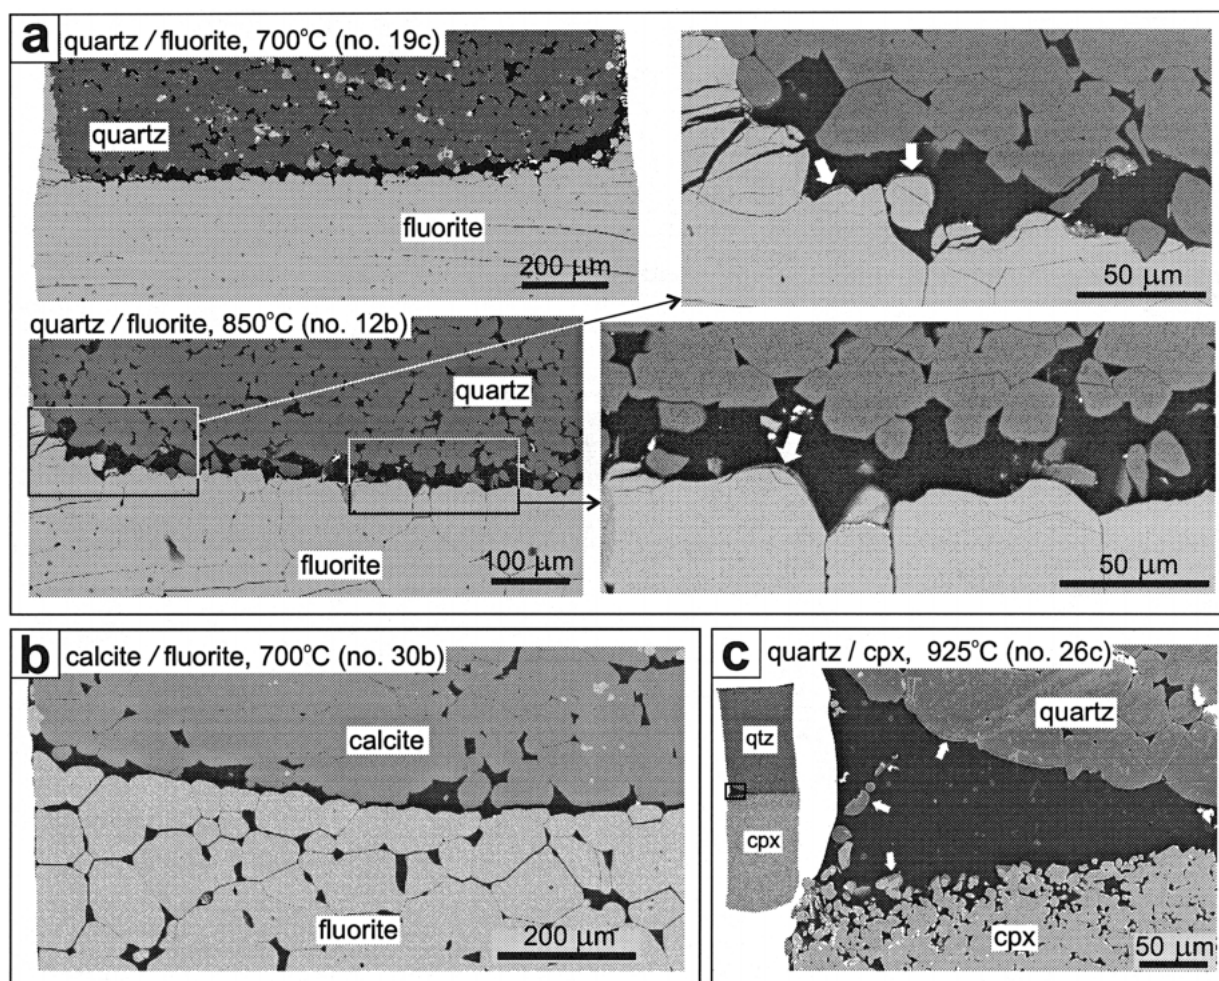 a quartz / fluorite, 700°C (no. 19c)
quartz
fluorite
200 µm
50 µm
quartz / fluorite, 850°C (no. 12b)
quartz
fluorite
100 µm
50 µm
b calcite / fluorite, 700°C (no. 30b)
calcite
fluorite
200 µm
c quartz / cpx, 925°C (no. 26c)
quartz
qtz
cpx
cpx
50 µm